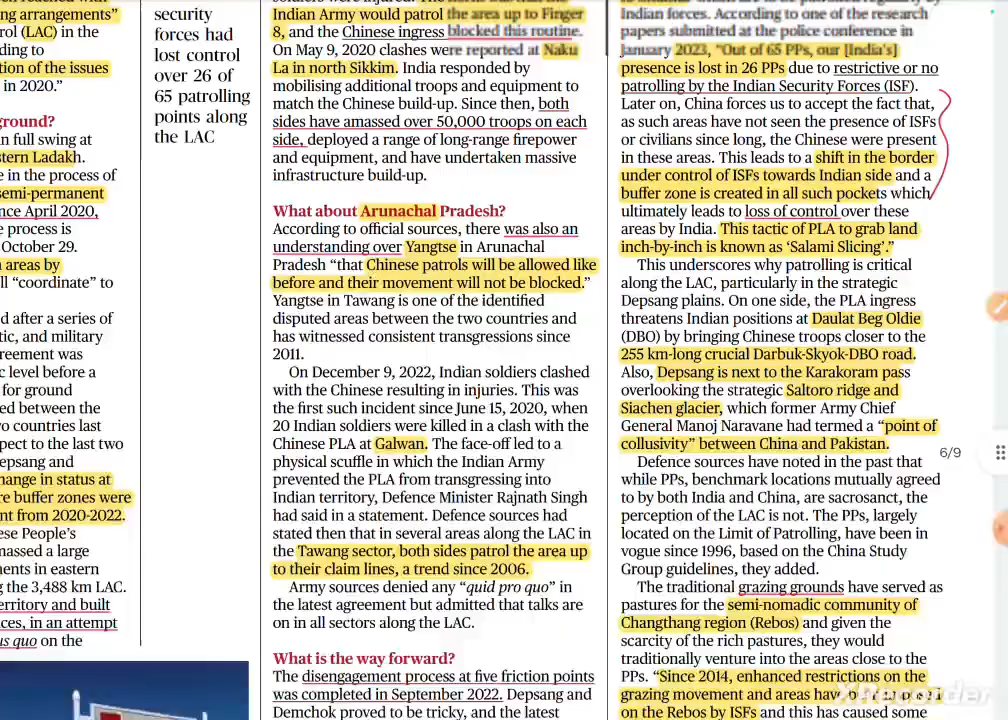 ng arrangements”
rol (LAC) in the
ding to
tion of the issues
in 2020.”
ground?
n full swing at
stern Ladakh.
e in the process of
semi-permanent
nce April 2020,
e process is
October 29.
n areas by
ll “coordinate” to
d after a series of
tic, and military
reement was
c level before a
for ground
ed between the
wo countries last
spect to the last two
epsang and
hange in status at
re buffer zones were
ent from 2020-2022.
ese People’s
massed a large
ments in eastern
g the 3,488 km LAC.
erritory and built
ces, in an attempt
us quo on the
security
forces had
lost control
over 26 of
65 patrolling
points along
the LAC
Indian Army would patrol the area up to Finger
8, and the Chinese ingress blocked this routine.
On May 9, 2020 clashes were reported at Naku
La in north Sikkim. India responded by
mobilising additional troops and equipment to
match the Chinese build-up. Since then, both
sides have amassed over 50,000 troops on each
side, deployed a range of long-range firepower
and equipment, and have undertaken massive
infrastructure build-up.
What about Arunachal Pradesh?
According to official sources, there was also an
understanding over Yangtse in Arunachal
Pradesh “that Chinese patrols will be allowed like
before and their movement will not be blocked.”
Yangtse in Tawang is one of the identified
disputed areas between the two countries and
has witnessed consistent transgressions since
2011.
On December 9, 2022, Indian soldiers clashed
with the Chinese resulting in injuries. This was
the first such incident since June 15, 2020, when
20 Indian soldiers were killed in a clash with the
Chinese PLA at Galwan. The face-off led to a
physical scuffle in which the Indian Army
prevented the PLA from transgressing into
Indian territory, Defence Minister Rajnath Singh
had said in a statement. Defence sources had
stated then that in several areas along the LAC in
the Tawang sector, both sides patrol the area up
to their claim lines, a trend since 2006.
Army sources denied any “quid pro quo” in
the latest agreement but admitted that talks are
on in all sectors along the LAC.
What is the way forward?
The disengagement process at five friction points
was completed in September 2022. Depsang and
Demchok proved to be tricky, and the latest
Indian forces. According to one of the research
papers submitted at the police conference in
January 2023, “Out of 65 PPs, our [India’s]
presence is lost in 26 PPs due to restrictive or no
patrolling by the Indian Security Forces (ISF).
Later on, China forces us to accept the fact that,
as such areas have not seen the presence of ISFs
or civilians since long, the Chinese were present
in these areas. This leads to a shift in the border
under control of ISFs towards Indian side and a
buffer zone is created in all such pockets which
ultimately leads to loss of control over these
areas by India. This tactic of PLA to grab land
inch-by-inch is known as ‘Salami Slicing’.”
This underscores why patrolling is critical
along the LAC, particularly in the strategic
Depsang plains. On one side, the PLA ingress
threatens Indian positions at Daulat Beg Oldie
(DBO) by bringing Chinese troops closer to the
255 km-long crucial Darbuk-Skyok-DBO road.
Also, Depsang is next to the Karakoram pass
overlooking the strategic Saltoro ridge and
Siachen glacier, which former Army Chief
General Manoj Naravane had termed a “point of
collusivity” between China and Pakistan.
Defence sources have noted in the past that
while PPs, benchmark locations mutually agreed
to by both India and China, are sacrosanct, the
perception of the LAC is not. The PPs, largely
located on the Limit of Patrolling, have been in
vogue since 1996, based on the China Study
Group guidelines, they added.
The traditional grazing grounds have served as
pastures for the semi-nomadic community of
Changthang region (Rebos) and given the
scarcity of the rich pastures, they would
traditionally venture into the areas close to the
PPs. “Since 2014, enhanced restrictions on the
grazing movement and areas have
on the Rebos by ISFs and this has caused some
6/9
XRecorder